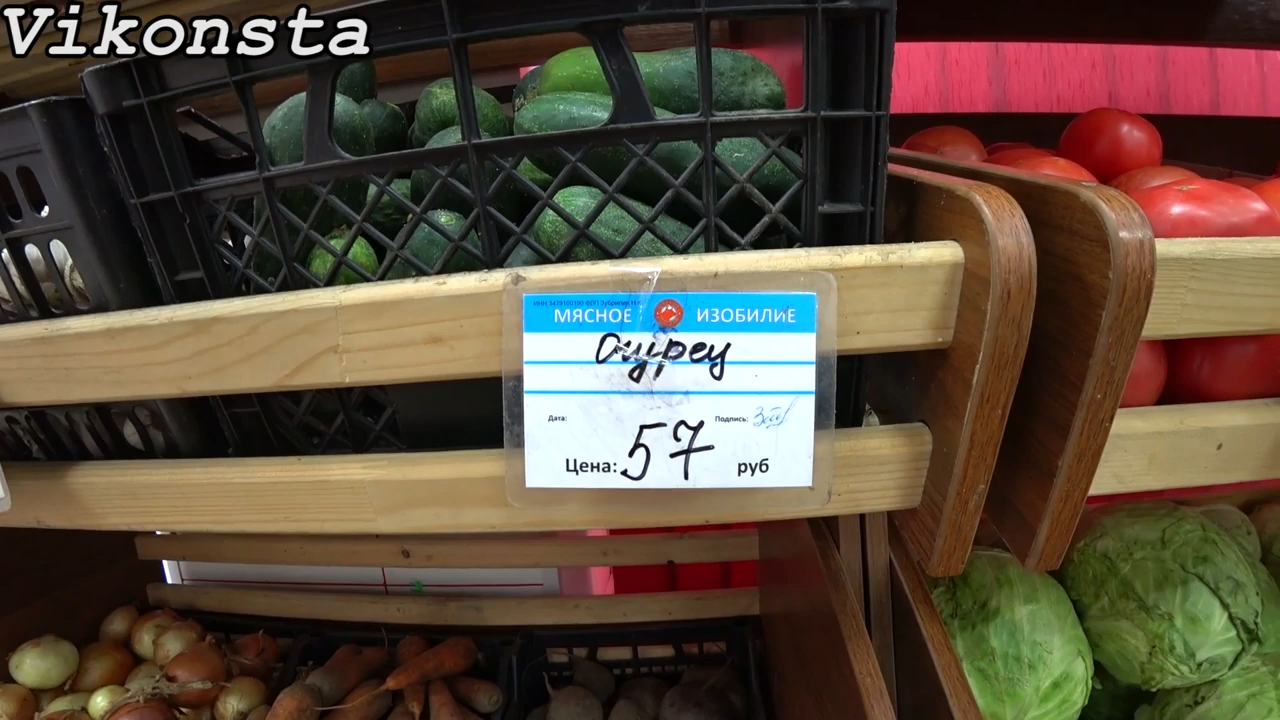 Vikonsta
МЯСНОЕ ИЗОБИЛИЕ
Огурец
Дата: Подпись:
Цена: 57 руб